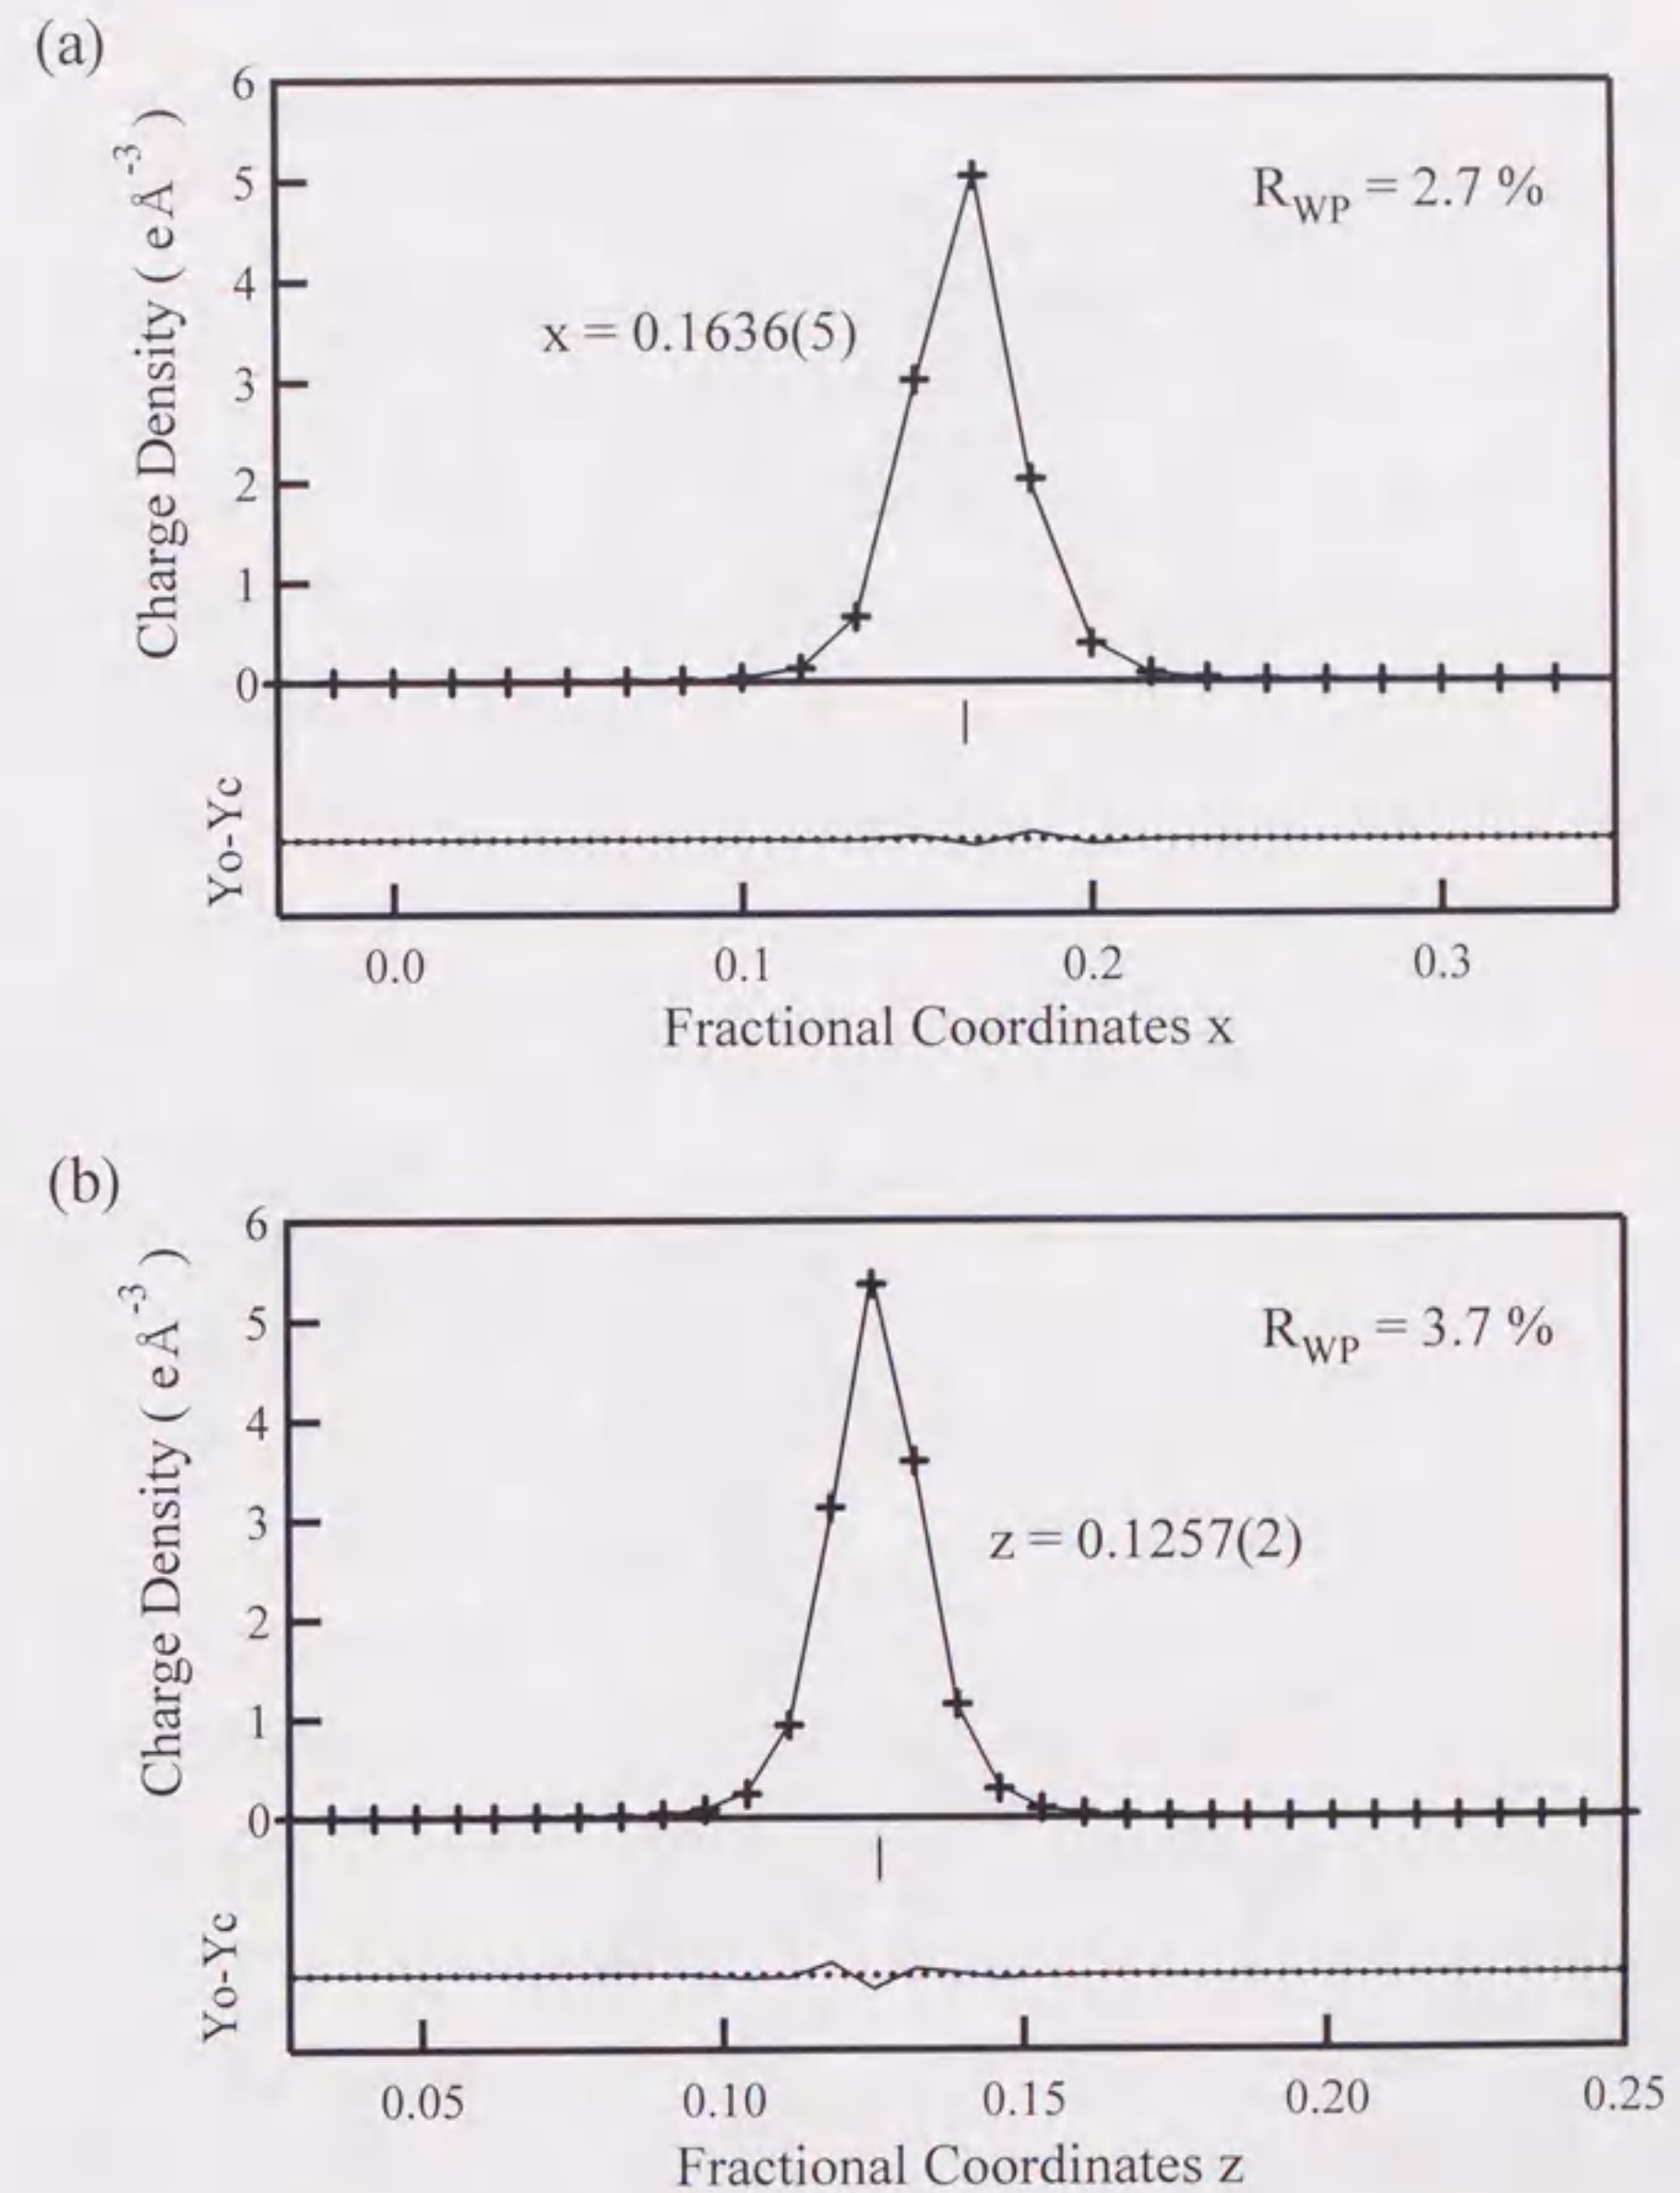 (a)
6
5
4
3
2
1
0
Charge Density ( e Å⁻³ )
R_WP = 2.7 %
x = 0.1636(5)
Yo-Yc
0.0 0.1 0.2 0.3
Fractional Coordinates x
(b)
6
5
4
3
2
1
0
Charge Density ( e Å⁻³ )
R_WP = 3.7 %
z = 0.1257(2)
Yo-Yc
0.05 0.10 0.15 0.20 0.25
Fractional Coordinates z